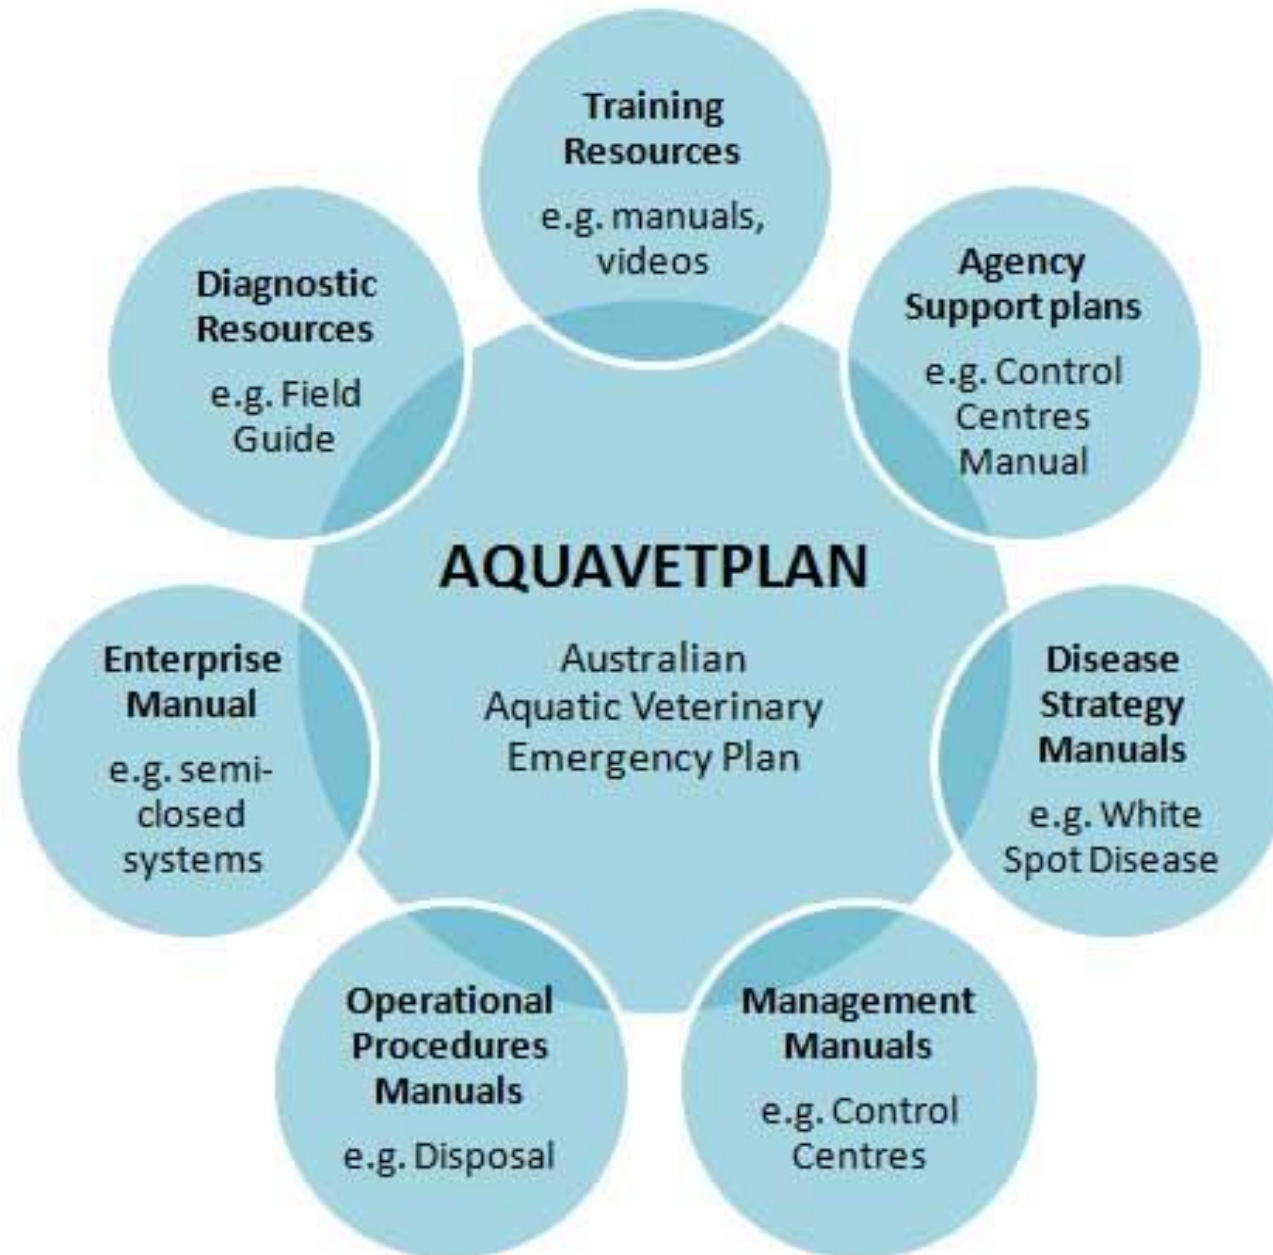 Training
Resources
e.g. manuals,
videos
Agency
Support plans
e.g. Control
Centres
Manual
Disease
Strategy
Manuals
e.g. White
Spot Disease
Management
Manuals
e.g. Control
Centres
Operational
Procedures
Manuals
e.g. Disposal
Enterprise
Manual
e.g. semi-
closed
systems
Diagnostic
Resources
e.g. Field
Guide
AQUAVETPLAN
Australian
Aquatic Veterinary
Emergency Plan